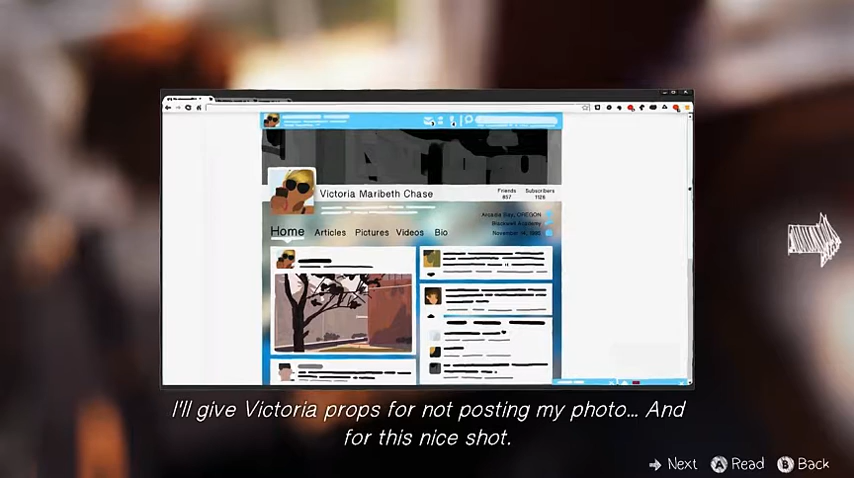 Victoria Maribeth Chase
Friends
Subscribers
857
1126
Arcadia Bay, OREGON
Blackwell Academy
Home
Articles
Pictures
Videos
Bio
I'll give Victoria props for not posting my photo... And
for this nice shot.
Next
A Read
B Back